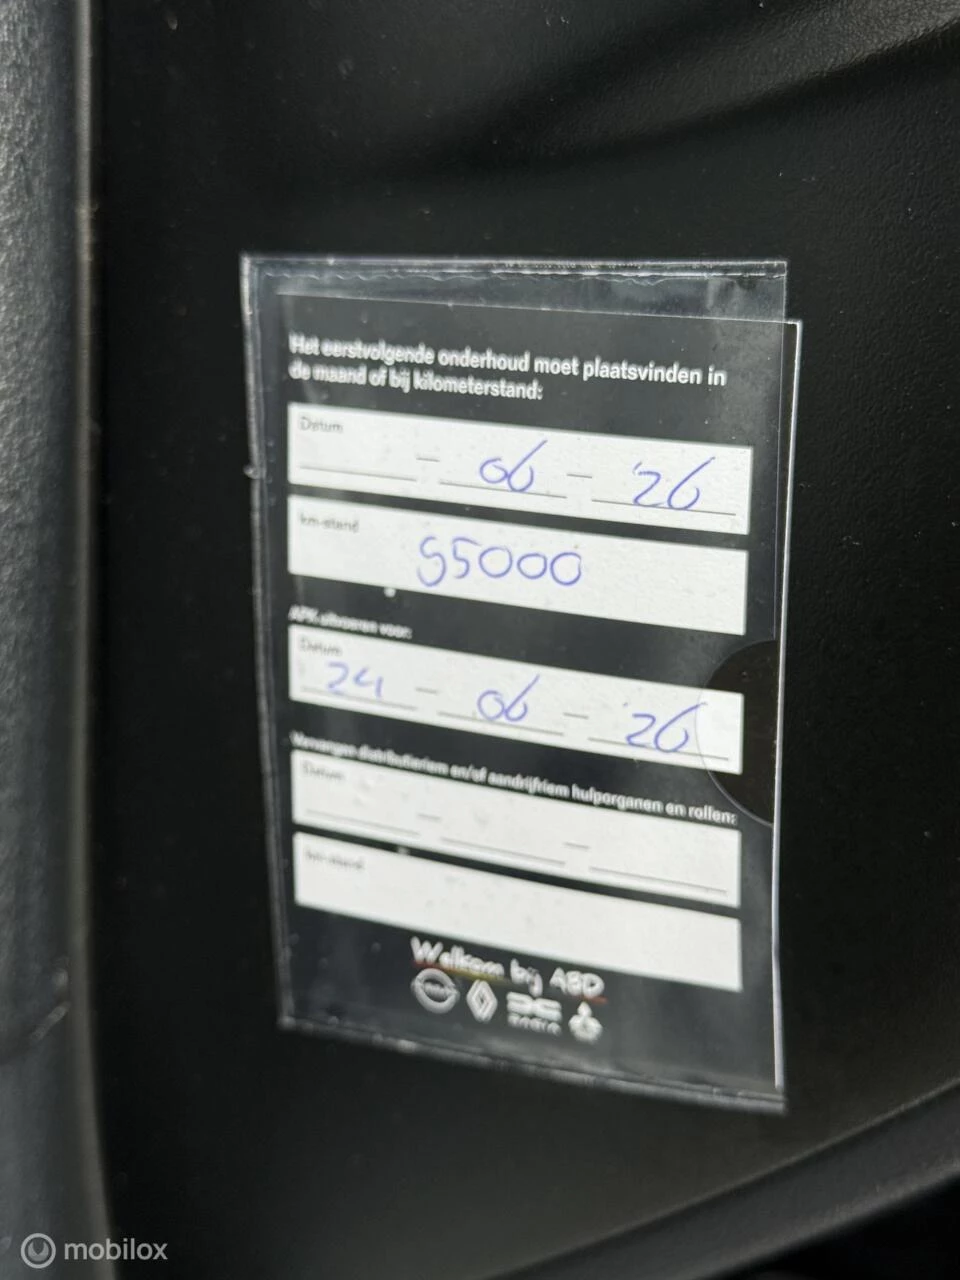 Het eerstvolgende onderhoud moet plaatsvinden in
de maand of bij kilometerstand:
Datum
- 06 - '26
km-stand
95000
APK uitvoeren voor:
Datum
24 - 06 - '26
Vervangen distributieriem en/of aandrijfriem hulporganen en rollen:
Datum
- -
km-stand
Welkom bij ABD
DACIA
mobilox